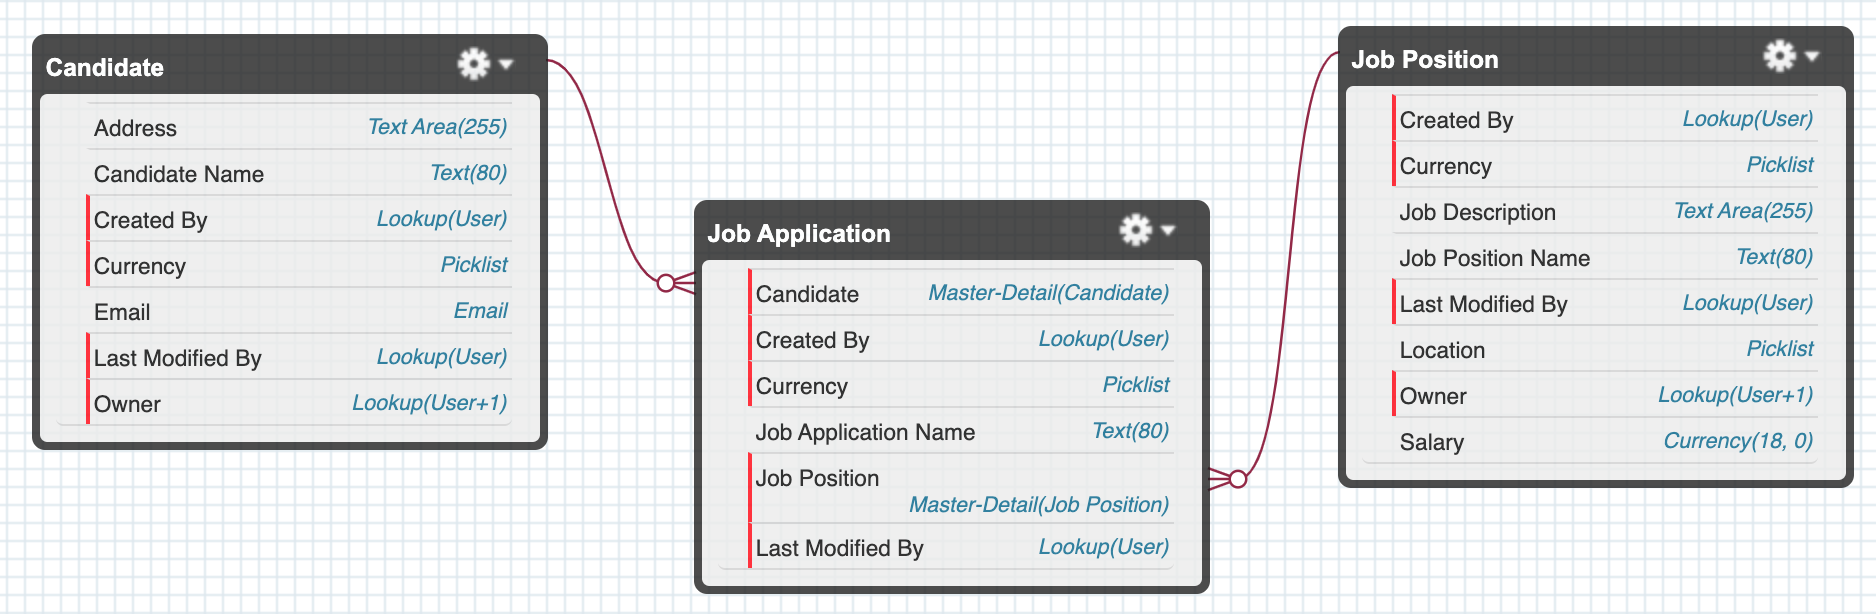 Candidate
Address Text Area(255)
Candidate Name Text(80)
Created By Lookup(User)
Currency Picklist
Email Email
Last Modified By Lookup(User)
Owner Lookup(User+1)
Job Application
Candidate Master-Detail(Candidate)
Created By Lookup(User)
Currency Picklist
Job Application Name Text(80)
Job Position
Master-Detail(Job Position)
Last Modified By Lookup(User)
Job Position
Created By Lookup(User)
Currency Picklist
Job Description Text Area(255)
Job Position Name Text(80)
Last Modified By Lookup(User)
Location Picklist
Owner Lookup(User+1)
Salary Currency(18, 0)